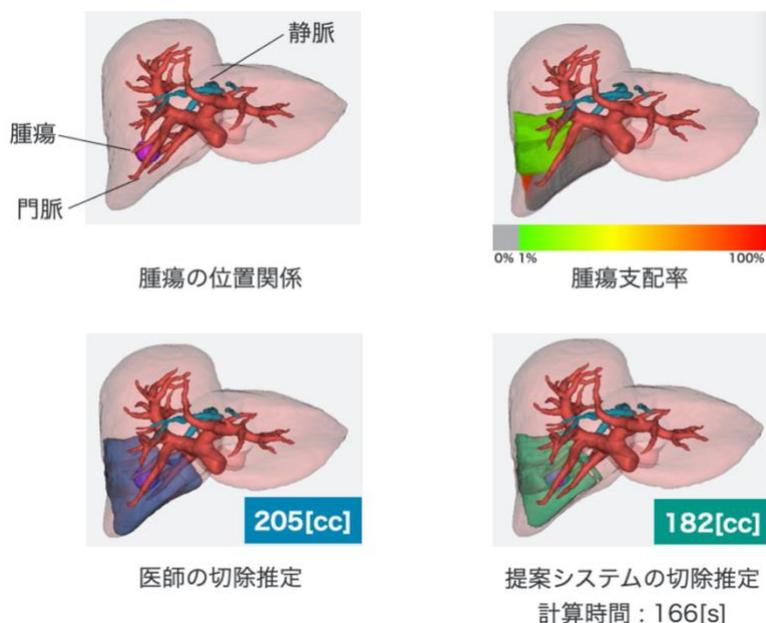 静脈
腫瘍
門脈
腫瘍の位置関係
0% 1%
100%
腫瘍支配率
205[cc]
医師の切除推定
182[cc]
提案システムの切除推定
計算時間:166[s]